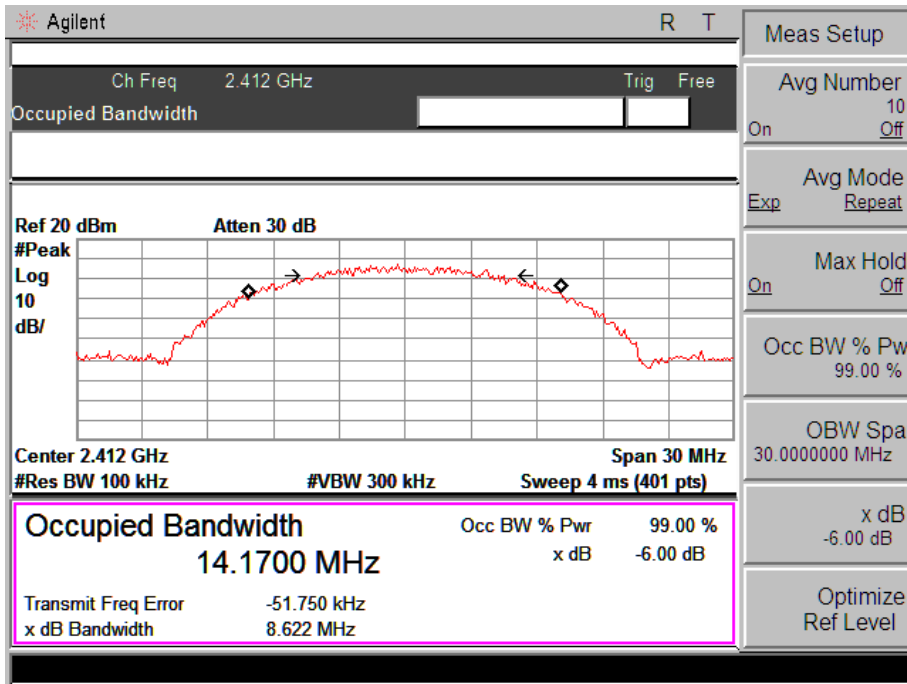 Agilent R T
Ch Freq 2.412 GHz Trig Free
Occupied Bandwidth
Ref 20 dBm Atten 30 dB
#Peak
Log
10
dB/
Center 2.412 GHz Span 30 MHz
#Res BW 100 kHz #VBW 300 kHz Sweep 4 ms (401 pts)
Occupied Bandwidth Occ BW % Pwr 99.00 %
14.1700 MHz x dB -6.00 dB
Transmit Freq Error -51.750 kHz
x dB Bandwidth 8.622 MHz
Meas Setup
Avg Number
10
On Off
Avg Mode
Exp Repeat
Max Hold
On Off
Occ BW % Pw
99.00 %
OBW Spa
30.0000000 MHz
x dB
-6.00 dB
Optimize
Ref Level